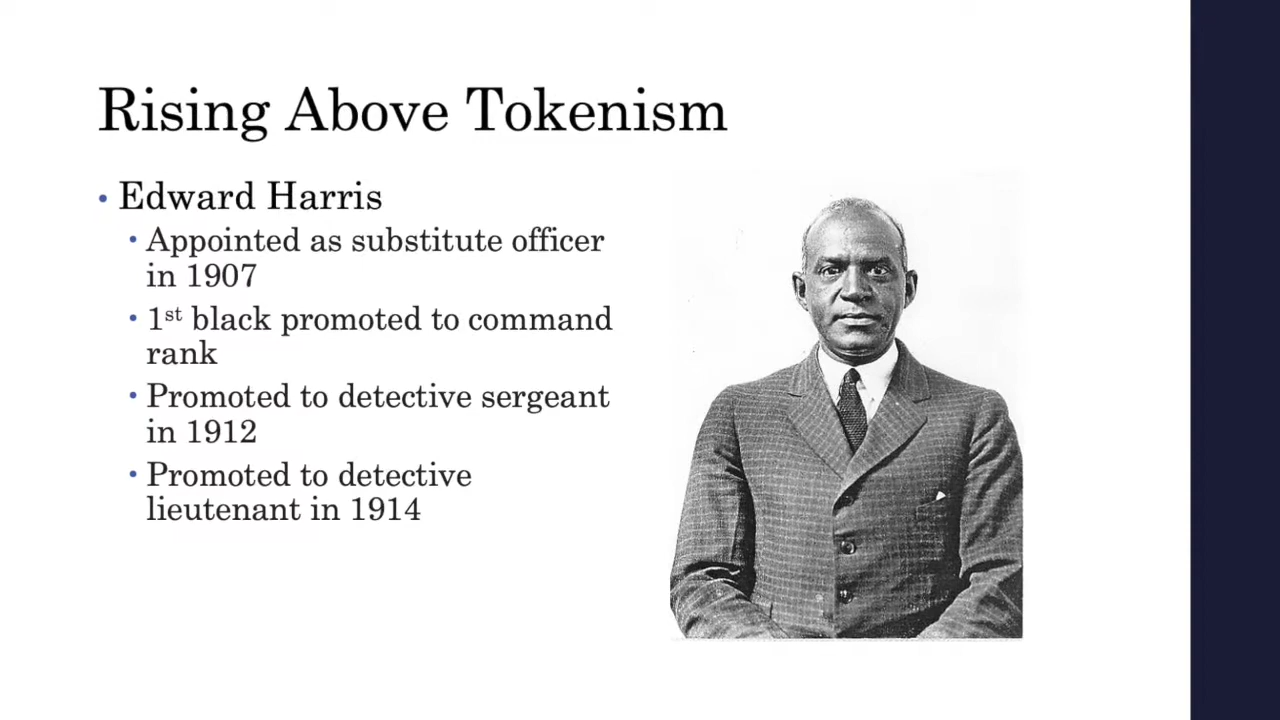 Rising Above Tokenism
• Edward Harris
• Appointed as substitute officer
in 1907
• 1st black promoted to command
rank
• Promoted to detective sergeant
in 1912
• Promoted to detective
lieutenant in 1914